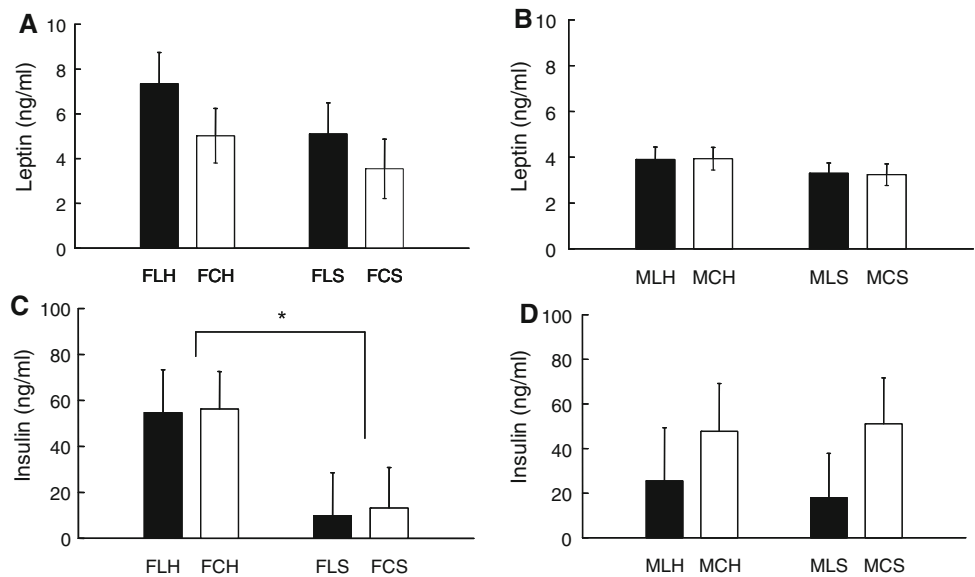 A
Leptin (ng/ml)
10
8
6
4
2
0
FLH FCH FLS FCS
B
Leptin (ng/ml)
10
8
6
4
2
0
MLH MCH MLS MCS
C
Insulin (ng/ml)
100
80
60
40
20
0
*
FLH FCH FLS FCS
D
Insulin (ng/ml)
100
80
60
40
20
0
MLH MCH MLS MCS